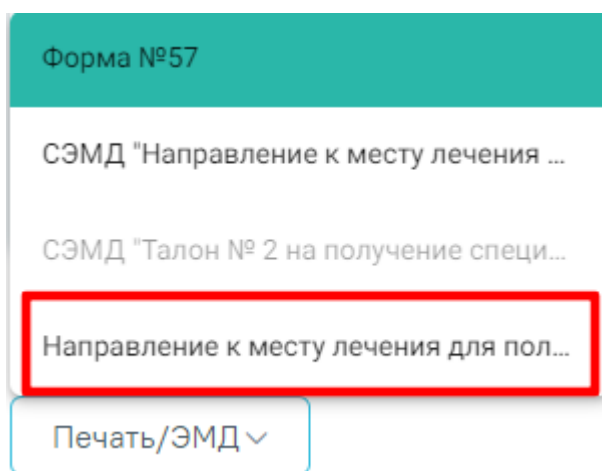 Форма №57
СЭМД "Направление к месту лечения ...
СЭМД "Талон № 2 на получение специ...
Направление к месту лечения для пол...
Печать/ЭМД